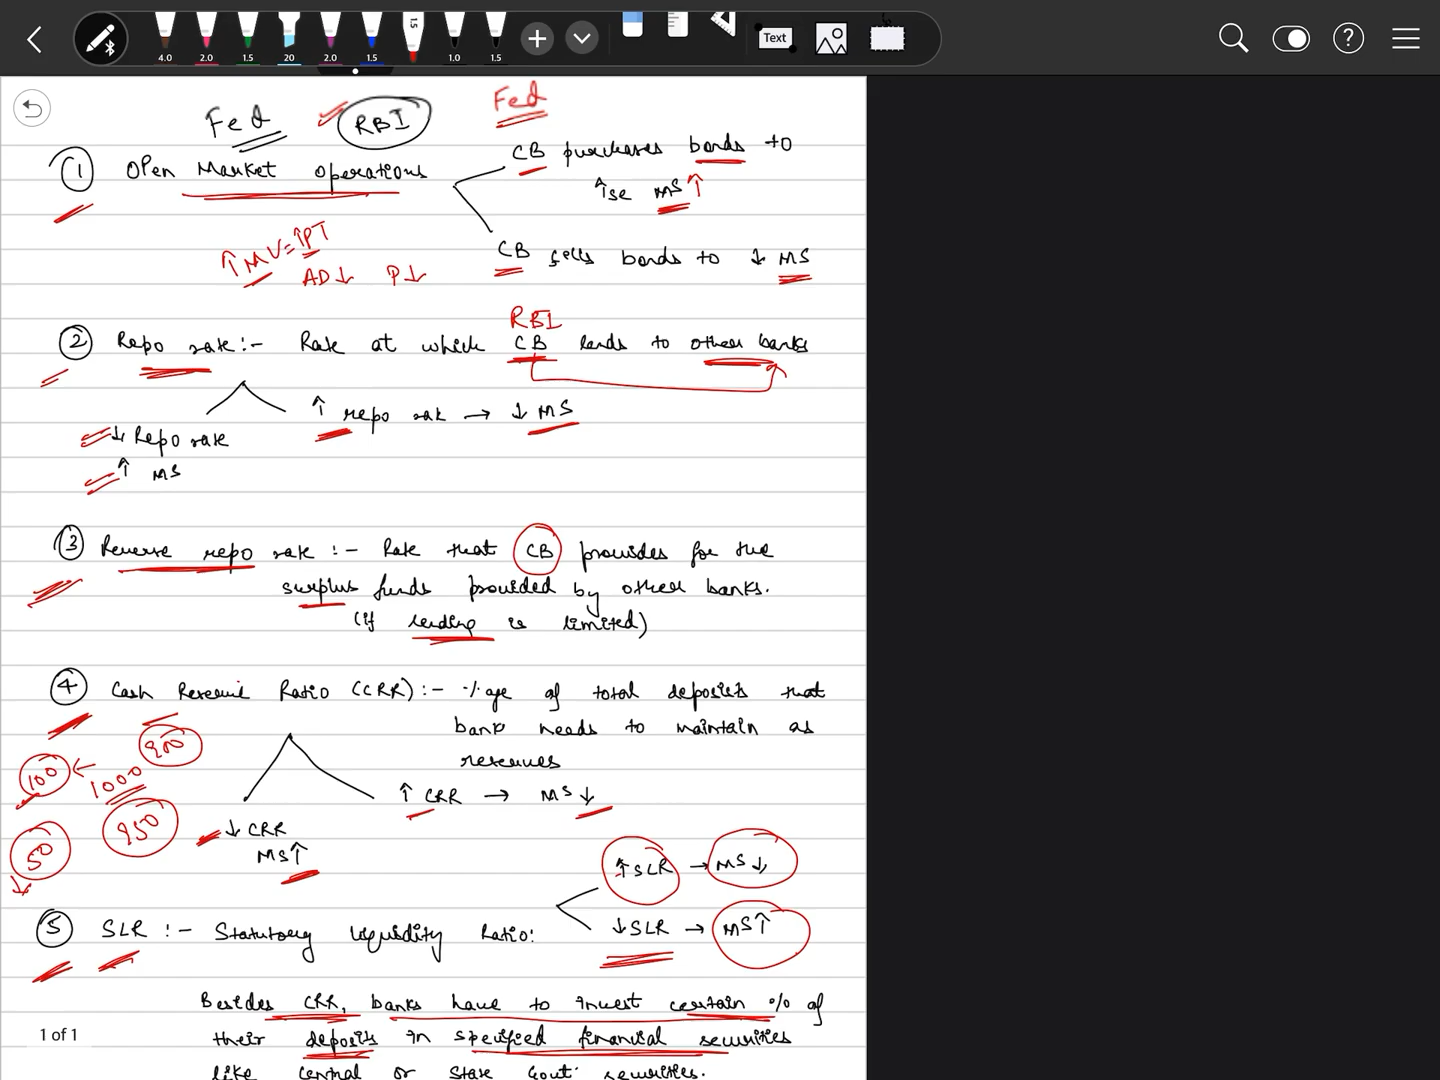 4.0 2.0 1.5 20 2.0 1.5 1.5 1.0 1.5 Text
Fed RBI Fed
1 Open Market operations
CB purchases bonds to
↑se MS ↑
CB sells bonds to ↓ MS
↑MV = ↑PT
AD↓ P↓
RBI
2 Repo rate :- Rate at which CB lends to other banks
↑ repo rate → ↓ MS
↓ Repo rate
↑ MS
3 Reverse repo rate :- Rate that CB provides for the
surplus funds provided by other banks.
(if lending is limited)
4 Cash Reserve Ratio (CRR) :- %age of total deposits that
bank needs to maintain as
reserves
100 ← 1000 900
↑ CRR → MS ↓
50 950
↓
↓ CRR
MS↑
↑ SLR → MS ↓
↓ SLR → MS↑
5 SLR :- Statutory liquidity Ratio:
Besides CRR, banks have to invest certain % of
their deposits in specified financial securities
like central or state Gout. securities.
1 of 1